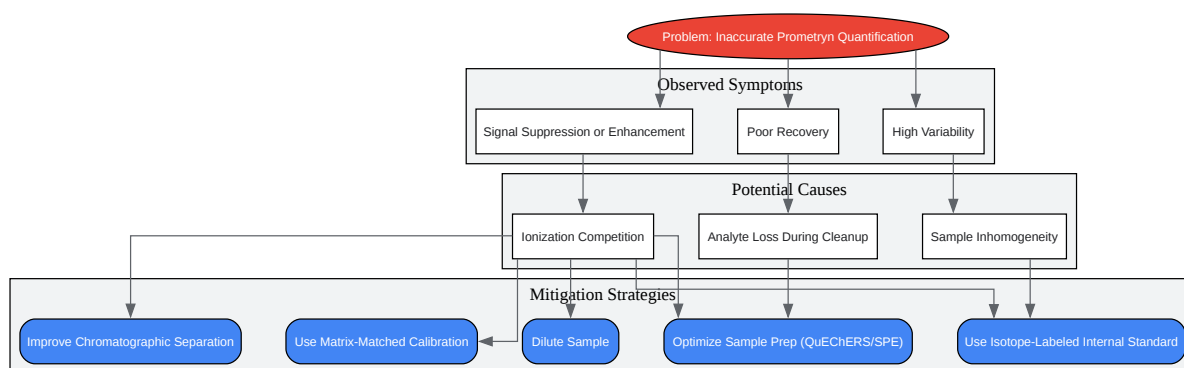 Problem: Inaccurate Prometryn Quantification
Observed Symptoms
Signal Suppression or Enhancement
Poor Recovery
High Variability
Potential Causes
Ionization Competition
Analyte Loss During Cleanup
Sample Inhomogeneity
Mitigation Strategies
Improve Chromatographic Separation
Use Matrix-Matched Calibration
Dilute Sample
Optimize Sample Prep (QuEChERS/SPE)
Use Isotope-Labeled Internal Standard